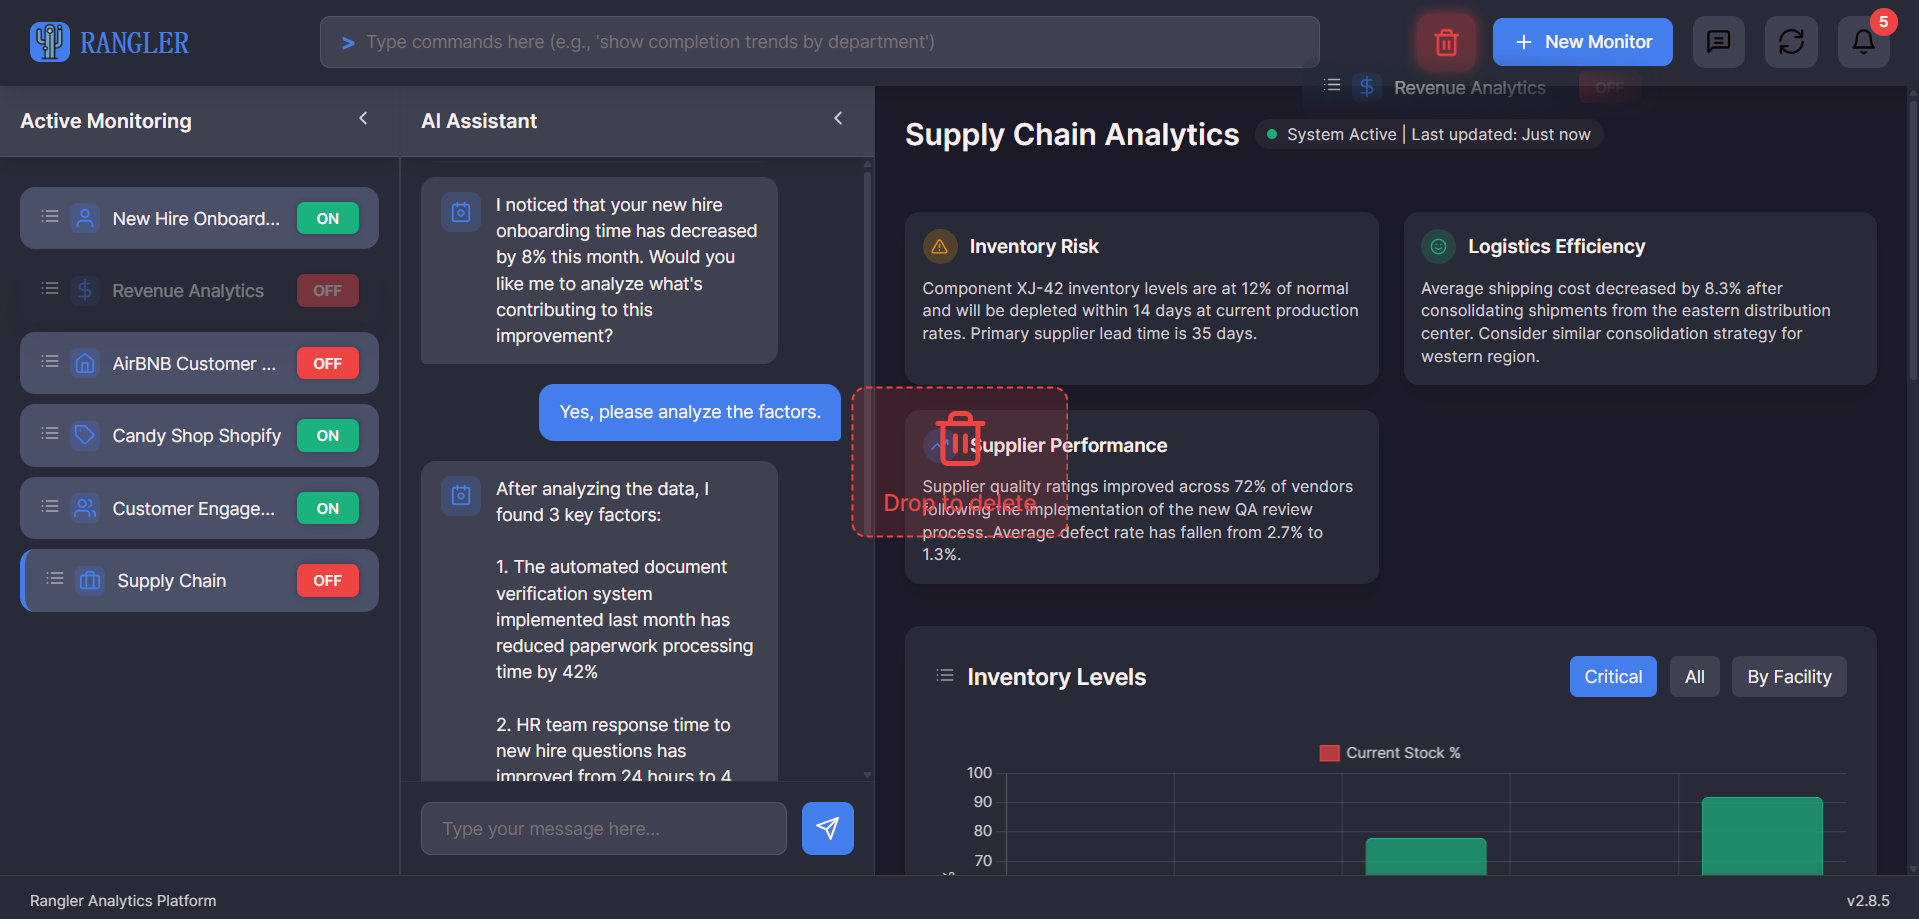 RANGLER
> Type commands here (e.g., 'show completion trends by department')
+ New Monitor
5
Revenue Analytics
OFF
Active Monitoring
New Hire Onboard...
ON
Revenue Analytics
OFF
AirBNB Customer ...
OFF
Candy Shop Shopify
ON
Customer Engage...
ON
Supply Chain
OFF
AI Assistant
I noticed that your new hire
onboarding time has decreased
by 8% this month. Would you
like me to analyze what's
contributing to this
improvement?
Yes, please analyze the factors.
After analyzing the data, I
found 3 key factors:
1. The automated document
verification system
implemented last month has
reduced paperwork processing
time by 42%
2. HR team response time to
new hire questions has
improved from 24 hours to 4
Type your message here...
Supply Chain Analytics
System Active | Last updated: Just now
Inventory Risk
Component XJ-42 inventory levels are at 12% of normal
and will be depleted within 14 days at current production
rates. Primary supplier lead time is 35 days.
Logistics Efficiency
Average shipping cost decreased by 8.3% after
consolidating shipments from the eastern distribution
center. Consider similar consolidation strategy for
western region.
Supplier Performance
Supplier quality ratings improved across 72% of vendors
following the implementation of the new QA review
process. Average defect rate has fallen from 2.7% to
1.3%.
Drop to delete
Inventory Levels
Critical
All
By Facility
Current Stock %
100
90
80
70
Rangler Analytics Platform
v2.8.5